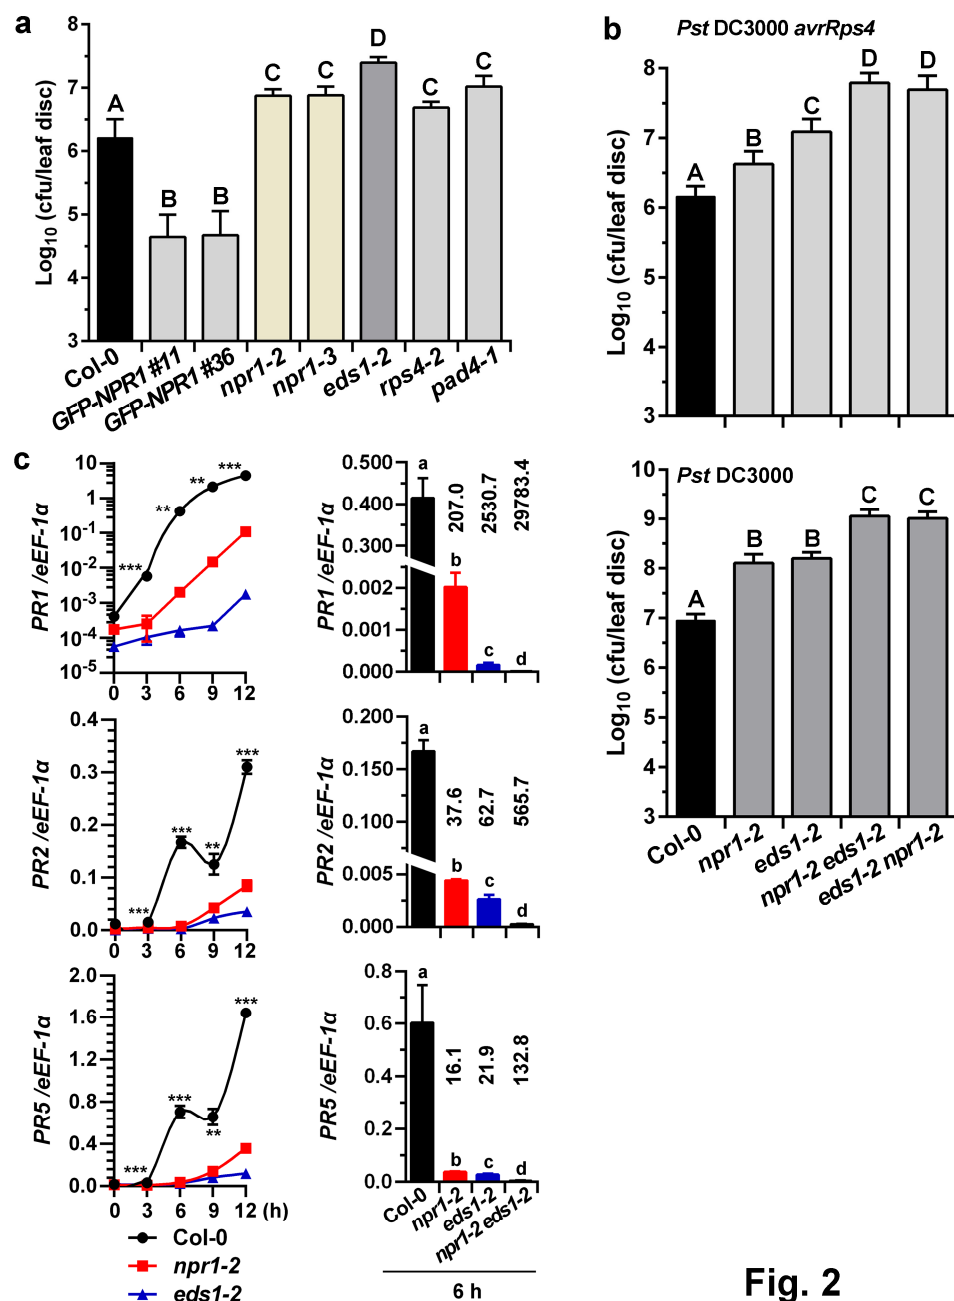 a
Log10 (cfu/leaf disc)
8
7
6
5
4
3
A
B
B
C
C
D
C
C
Col-0
GFP-NPR1 #11
GFP-NPR1 #36
npr1-2
npr1-3
eds1-2
rps4-2
pad4-1
b
Pst DC3000 avrRps4
Log10 (cfu/leaf disc)
8
7
6
5
4
3
A
B
C
D
D
Pst DC3000
Log10 (cfu/leaf disc)
10
9
8
7
6
5
4
3
A
B
B
C
C
Col-0
npr1-2
eds1-2
npr1-2 eds1-2
eds1-2 npr1-2
c
PR1 /eEF-1α
10
1
10-1
10-2
10-3
10-4
10-5
***
**
**
***
0 3 6 9 12
PR1 /eEF-1α
0.500
0.400
0.300
0.002
0.001
0.000
a
b
c
d
207.0
2530.7
29783.4
PR2 /eEF-1α
0.4
0.3
0.2
0.1
0.0
***
***
**
***
0 3 6 9 12
PR2 /eEF-1α
0.200
0.150
0.100
0.005
0.000
a
b
c
d
37.6
62.7
565.7
PR5 /eEF-1α
2.0
1.6
1.2
0.8
0.4
0.0
***
***
**
***
0 3 6 9 12 (h)
PR5 /eEF-1α
0.8
0.6
0.4
0.2
0.0
a
b
c
d
16.1
21.9
132.8
Col-0
npr1-2
eds1-2
npr1-2 eds1-2
6 h
Col-0
npr1-2
eds1-2
Fig. 2